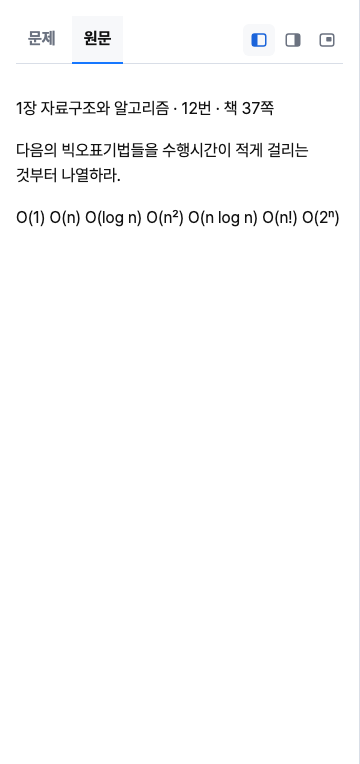 문제 원문
1장 자료구조와 알고리즘 · 12번 · 책 37쪽
다음의 빅오표기법들을 수행시간이 적게 걸리는
것부터 나열하라.
O(1) O(n) O(log n) O(n²) O(n log n) O(n!) O(2ⁿ)